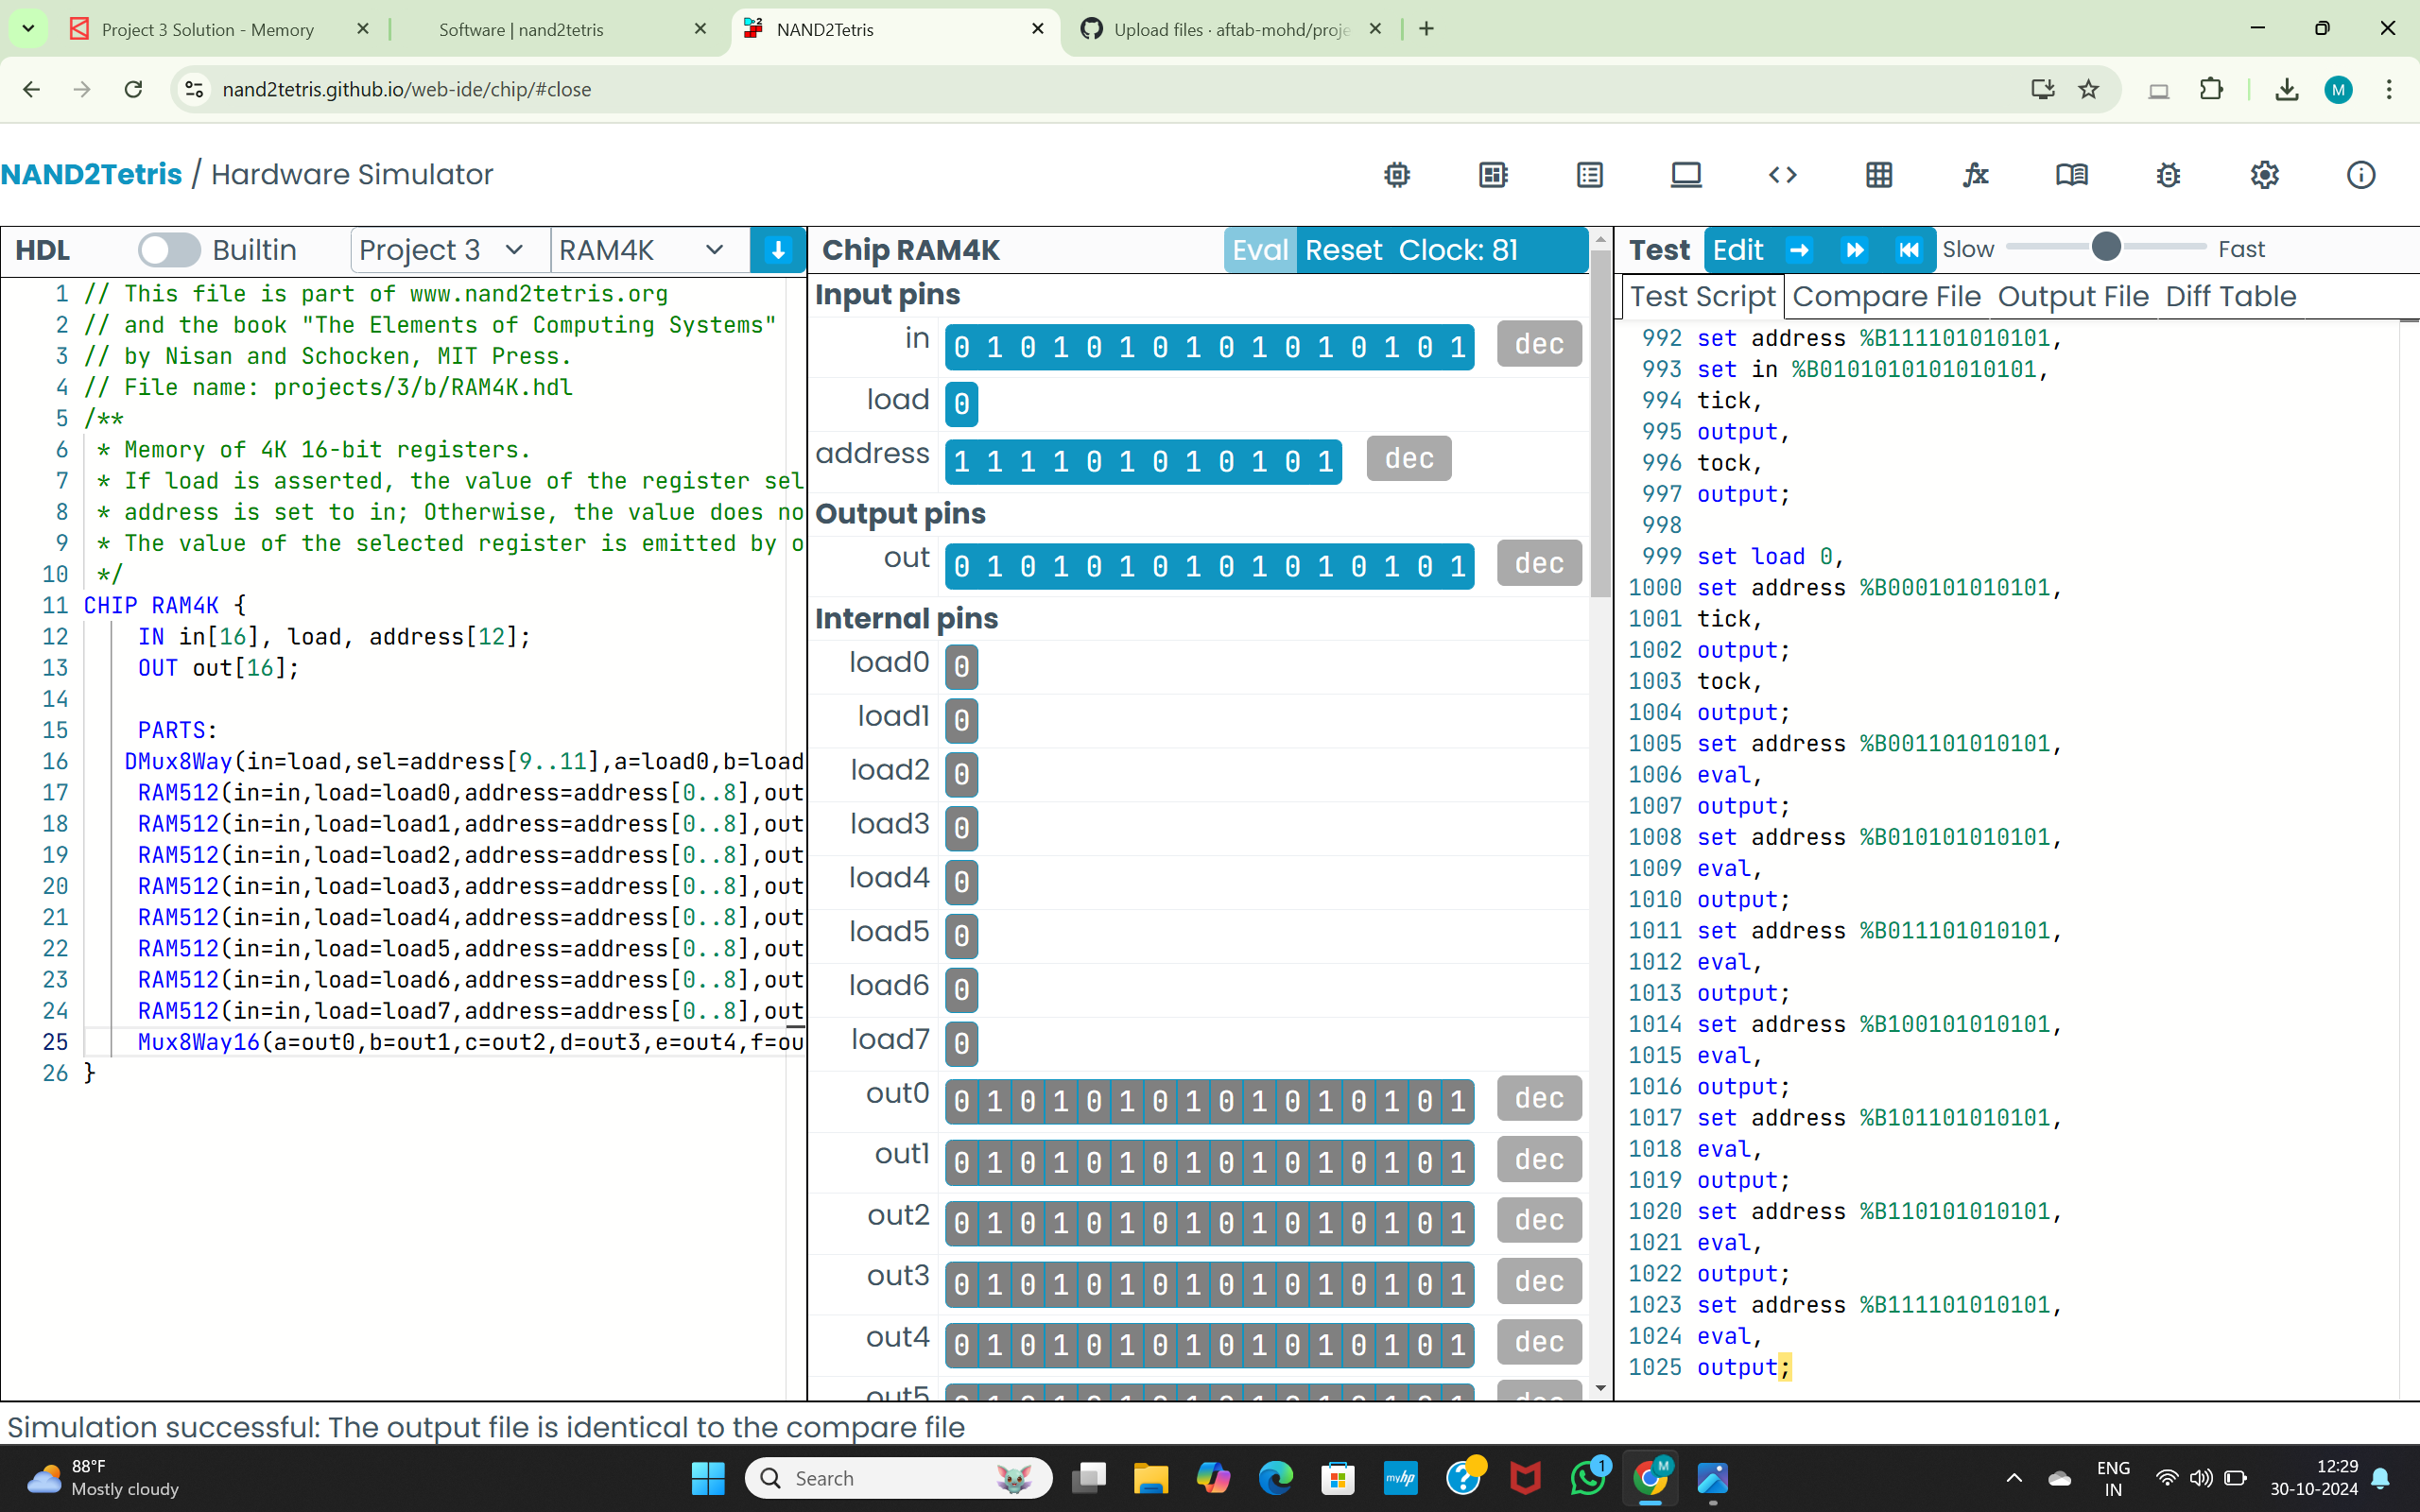 Project 3 Solution - Memory
Software | nand2tetris
NAND2Tetris
Upload files · aftab-mohd/proje
nand2tetris.github.io/web-ide/chip/#close
M
NAND2Tetris / Hardware Simulator
HDL Builtin Project 3 RAM4K
1 // This file is part of www.nand2tetris.org
2 // and the book "The Elements of Computing Systems"
3 // by Nisan and Schocken, MIT Press.
4 // File name: projects/3/b/RAM4K.hdl
5 /**
6 * Memory of 4K 16-bit registers.
7 * If load is asserted, the value of the register sel
8 * address is set to in; Otherwise, the value does no
9 * The value of the selected register is emitted by o
10 */
11 CHIP RAM4K {
12 IN in[16], load, address[12];
13 OUT out[16];
14
15 PARTS:
16 DMux8Way(in=load,sel=address[9..11],a=load0,b=load
17 RAM512(in=in,load=load0,address=address[0..8],out
18 RAM512(in=in,load=load1,address=address[0..8],out
19 RAM512(in=in,load=load2,address=address[0..8],out
20 RAM512(in=in,load=load3,address=address[0..8],out
21 RAM512(in=in,load=load4,address=address[0..8],out
22 RAM512(in=in,load=load5,address=address[0..8],out
23 RAM512(in=in,load=load6,address=address[0..8],out
24 RAM512(in=in,load=load7,address=address[0..8],out
25 Mux8Way16(a=out0,b=out1,c=out2,d=out3,e=out4,f=ou
26 }
Chip RAM4K Eval Reset Clock: 81
Input pins
in 0 1 0 1 0 1 0 1 0 1 0 1 0 1 0 1 dec
load 0
address 1 1 1 1 0 1 0 1 0 1 0 1 dec
Output pins
out 0 1 0 1 0 1 0 1 0 1 0 1 0 1 0 1 dec
Internal pins
load0 0
load1 0
load2 0
load3 0
load4 0
load5 0
load6 0
load7 0
out0 0 1 0 1 0 1 0 1 0 1 0 1 0 1 0 1 dec
out1 0 1 0 1 0 1 0 1 0 1 0 1 0 1 0 1 dec
out2 0 1 0 1 0 1 0 1 0 1 0 1 0 1 0 1 dec
out3 0 1 0 1 0 1 0 1 0 1 0 1 0 1 0 1 dec
out4 0 1 0 1 0 1 0 1 0 1 0 1 0 1 0 1 dec
out5
Test Edit Slow Fast
Test Script Compare File Output File Diff Table
992 set address %B111101010101,
993 set in %B0101010101010101,
994 tick,
995 output,
996 tock,
997 output;
998
999 set load 0,
1000 set address %B000101010101,
1001 tick,
1002 output;
1003 tock,
1004 output;
1005 set address %B001101010101,
1006 eval,
1007 output;
1008 set address %B010101010101,
1009 eval,
1010 output;
1011 set address %B011101010101,
1012 eval,
1013 output;
1014 set address %B100101010101,
1015 eval,
1016 output;
1017 set address %B101101010101,
1018 eval,
1019 output;
1020 set address %B110101010101,
1021 eval,
1022 output;
1023 set address %B111101010101,
1024 eval,
1025 output;
Simulation successful: The output file is identical to the compare file
88°F
Mostly cloudy
Search
myhp
1
M
ENG
IN
12:29
30-10-2024